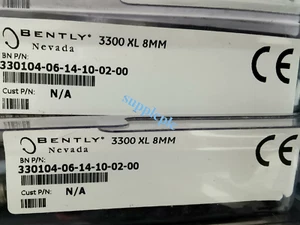 BENTLY® 3300 XL 8MM
Nevada
BN P/N:
330104-06-14-10-02-00
Cust P/N:
N/A
CE
BENTLY® 3300 XL 8MM
Nevada
BN P/N:
330104-06-14-10-02-00
Cust P/N:
N/A
CE